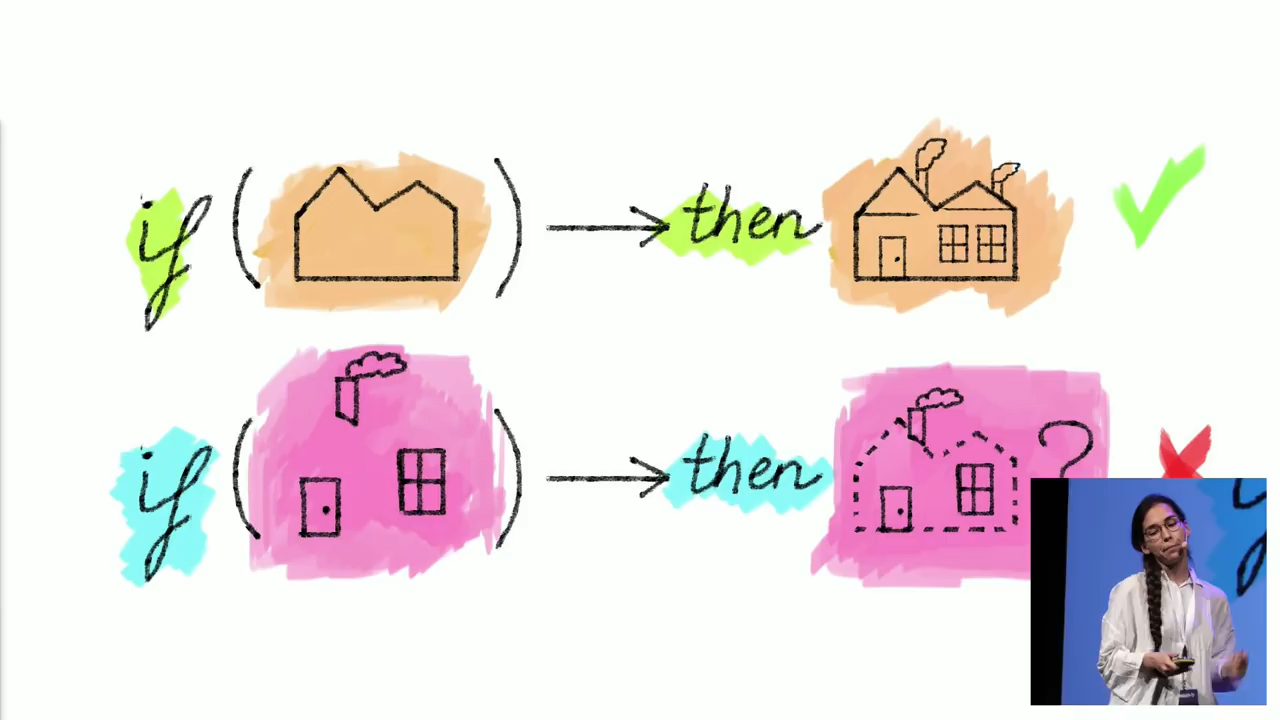 if ( ) → then
if ( ) → then ?